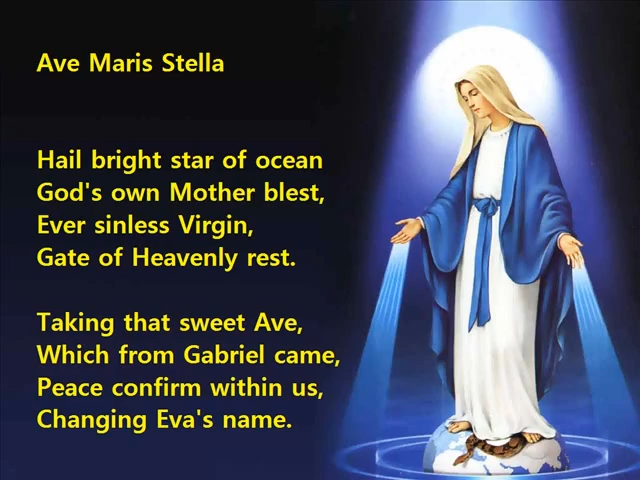 Ave Maris Stella
Hail bright star of ocean
God's own Mother blest,
Ever sinless Virgin,
Gate of Heavenly rest.
Taking that sweet Ave,
Which from Gabriel came,
Peace confirm within us,
Changing Eva's name.